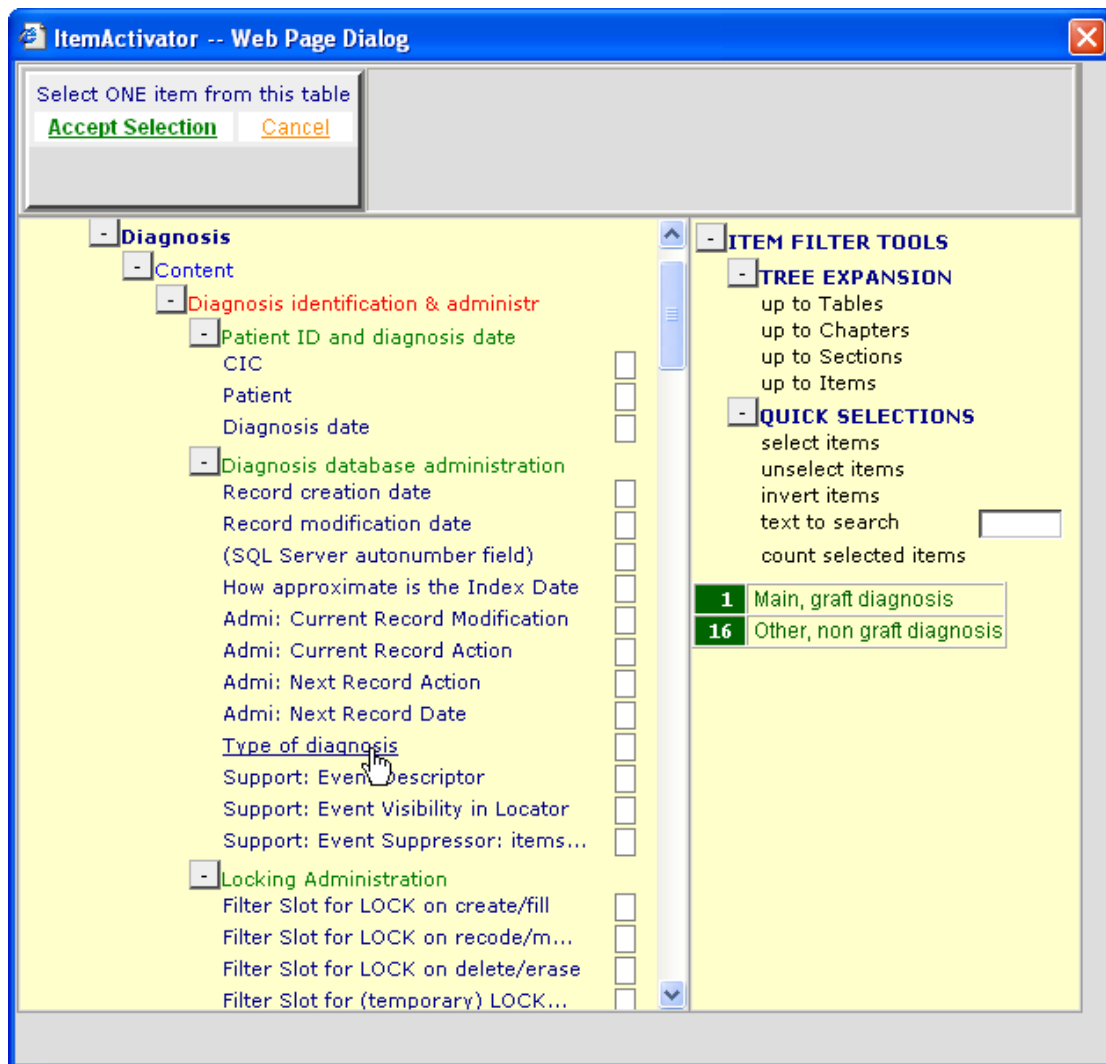 ItemActivator -- Web Page Dialog
Select ONE item from this table
Accept Selection Cancel
- Diagnosis
- Content
- Diagnosis identification & administr
- Patient ID and diagnosis date
CIC
Patient
Diagnosis date
- Diagnosis database administration
Record creation date
Record modification date
(SQL Server autonumber field)
How approximate is the Index Date
Admi: Current Record Modification
Admi: Current Record Action
Admi: Next Record Action
Admi: Next Record Date
Type of diagnosis
Support: Event Descriptor
Support: Event Visibility in Locator
Support: Event Suppressor: items...
- Locking Administration
Filter Slot for LOCK on create/fill
Filter Slot for LOCK on recode/m...
Filter Slot for LOCK on delete/erase
Filter Slot for (temporary) LOCK...
- ITEM FILTER TOOLS
- TREE EXPANSION
up to Tables
up to Chapters
up to Sections
up to Items
- QUICK SELECTIONS
select items
unselect items
invert items
text to search
count selected items
1 Main, graft diagnosis
16 Other, non graft diagnosis